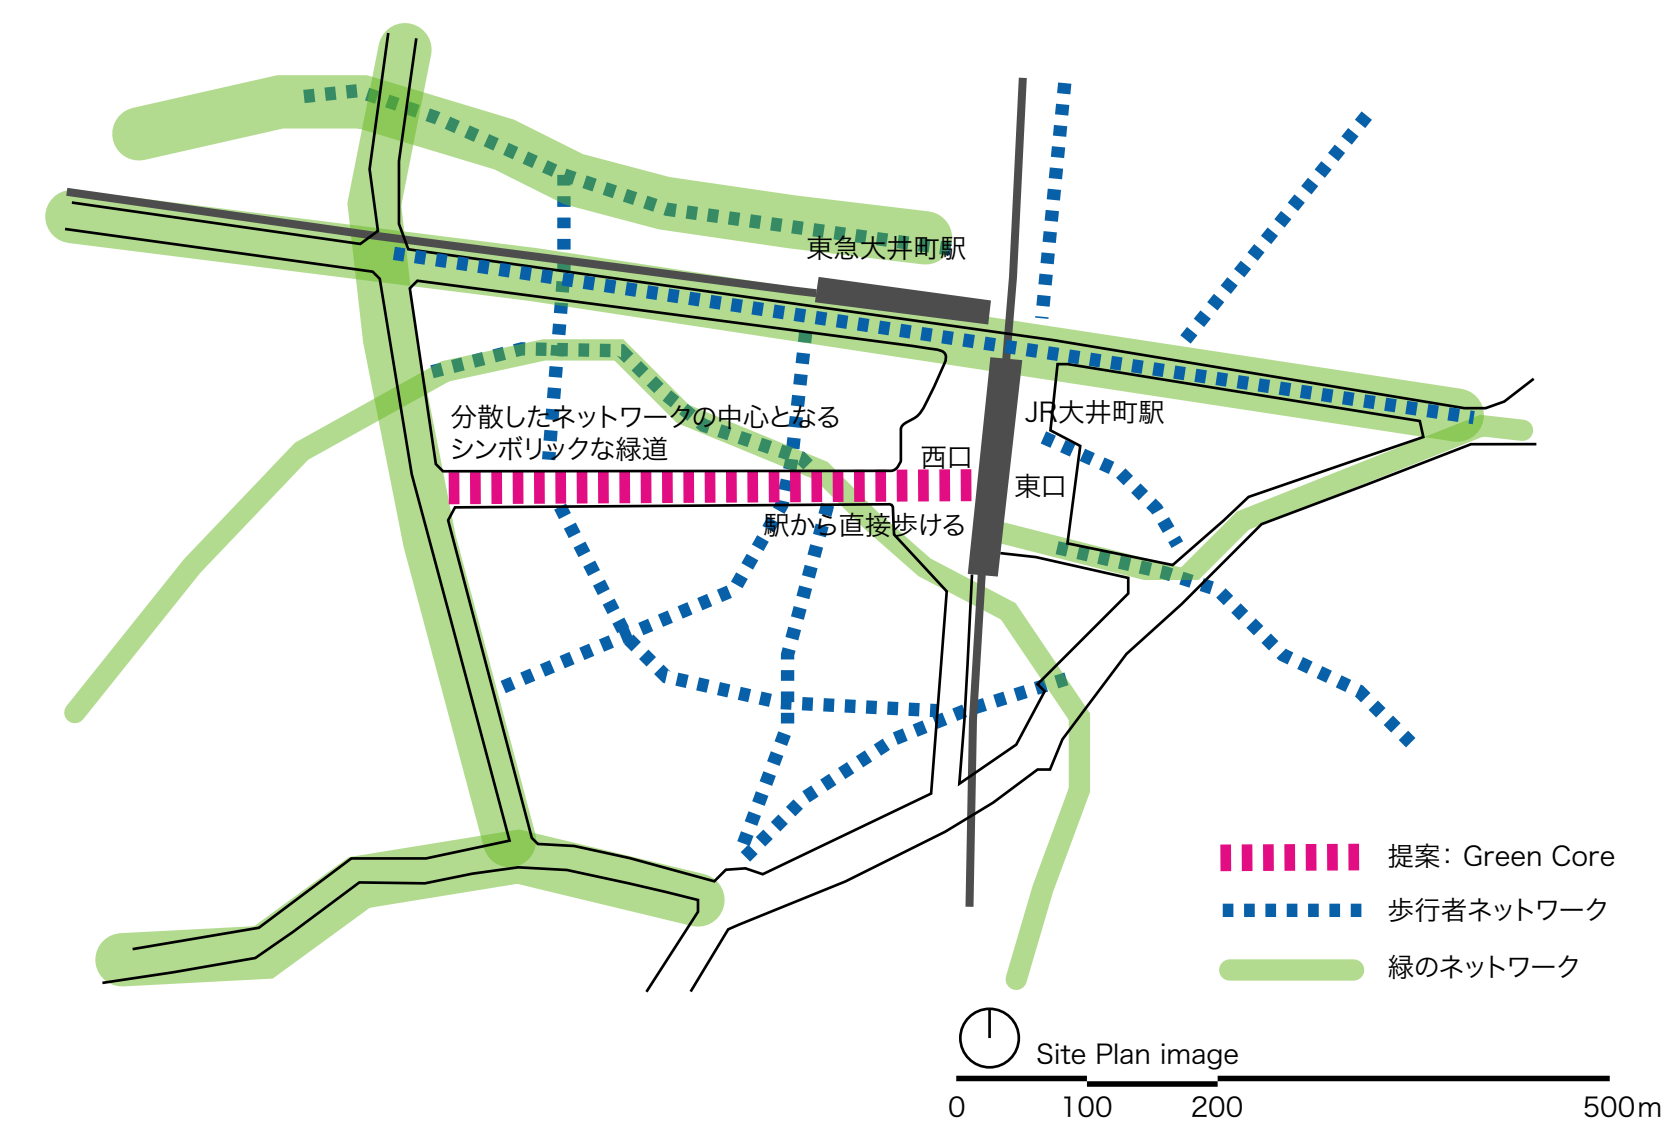 東急大井町駅
JR大井町駅
分散したネットワークの中心となる
シンボリックな緑道
西口
東口
駅から直接歩ける
提案：Green Core
歩行者ネットワーク
緑のネットワーク
Site Plan image
0 100 200 500m